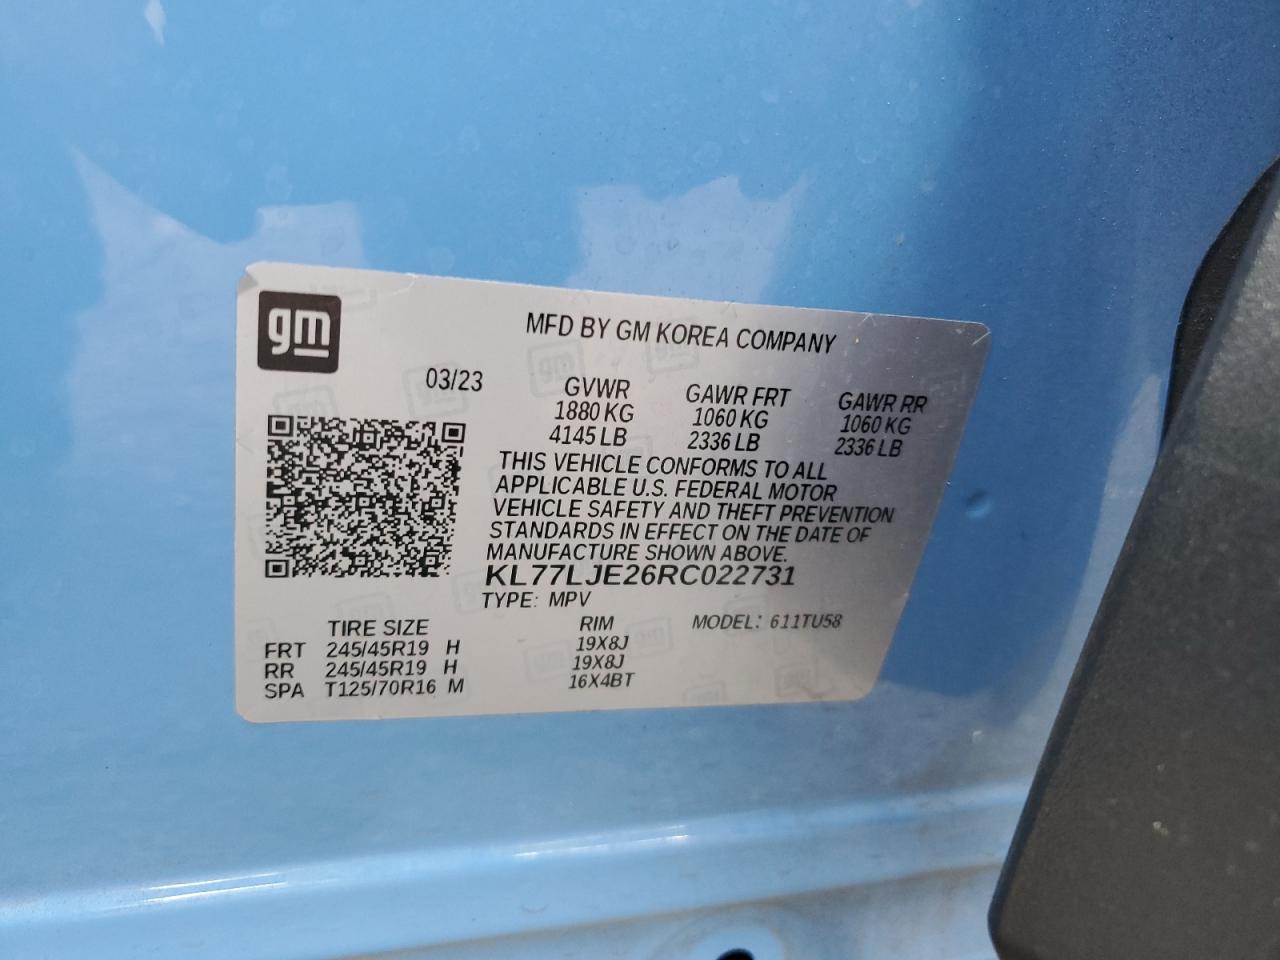 gm
MFD BY GM KOREA COMPANY
03/23
GVWR GAWR FRT GAWR RR
1880 KG 1060 KG 1060 KG
4145 LB 2336 LB 2336 LB
THIS VEHICLE CONFORMS TO ALL
APPLICABLE U.S. FEDERAL MOTOR
VEHICLE SAFETY AND THEFT PREVENTION
STANDARDS IN EFFECT ON THE DATE OF
MANUFACTURE SHOWN ABOVE.
KL77LJE26RC022731
TYPE: MPV
TIRE SIZE RIM MODEL: 611TU58
FRT 245/45R19 H 19X8J
RR 245/45R19 H 19X8J
SPA T125/70R16 M 16X4BT